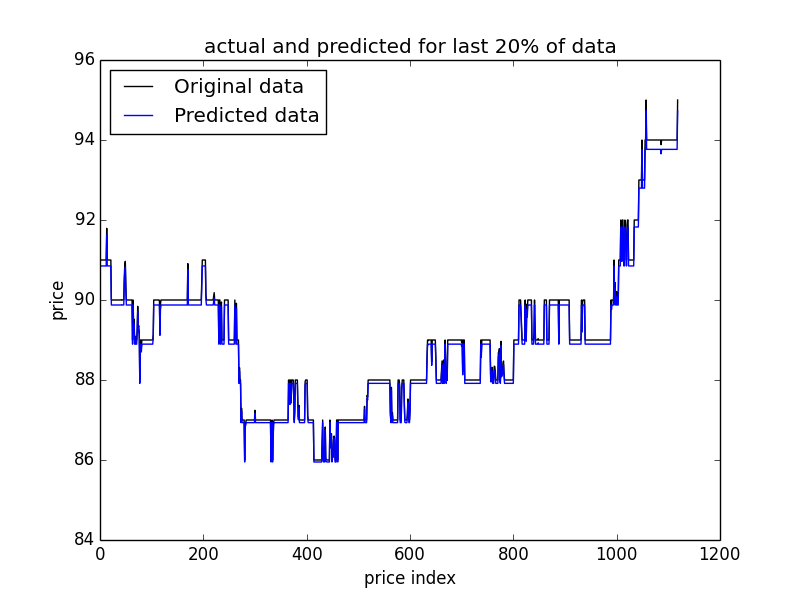 actual and predicted for last 20% of data
Original data
Predicted data
96
94
92
90
88
86
84
price
0
200
400
600
800
1000
1200
price index